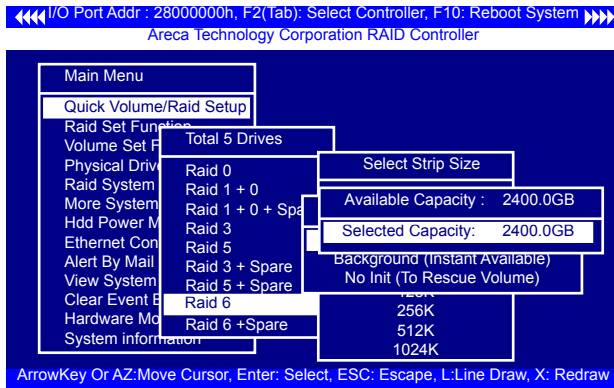 I/O Port Addr : 28000000h, F2(Tab): Select Controller, F10: Reboot System
Areca Technology Corporation RAID Controller
Main Menu
Quick Volume/Raid Setup
Raid Set Function
Volume Set F
Physical Driv
Raid System
More System
Hdd Power M
Ethernet Con
Alert By Mail
View System
Clear Event B
Hardware Mo
System information
Total 5 Drives
Raid 0
Raid 1 + 0
Raid 1 + 0 + Spa
Raid 3
Raid 5
Raid 3 + Spare
Raid 5 + Spare
Raid 6
Raid 6 +Spare
Select Strip Size
Available Capacity : 2400.0GB
Selected Capacity: 2400.0GB
Background (Instant Available)
No Init (To Rescue Volume)
128K
256K
512K
1024K
ArrowKey Or AZ:Move Cursor, Enter: Select, ESC: Escape, L:Line Draw, X: Redraw